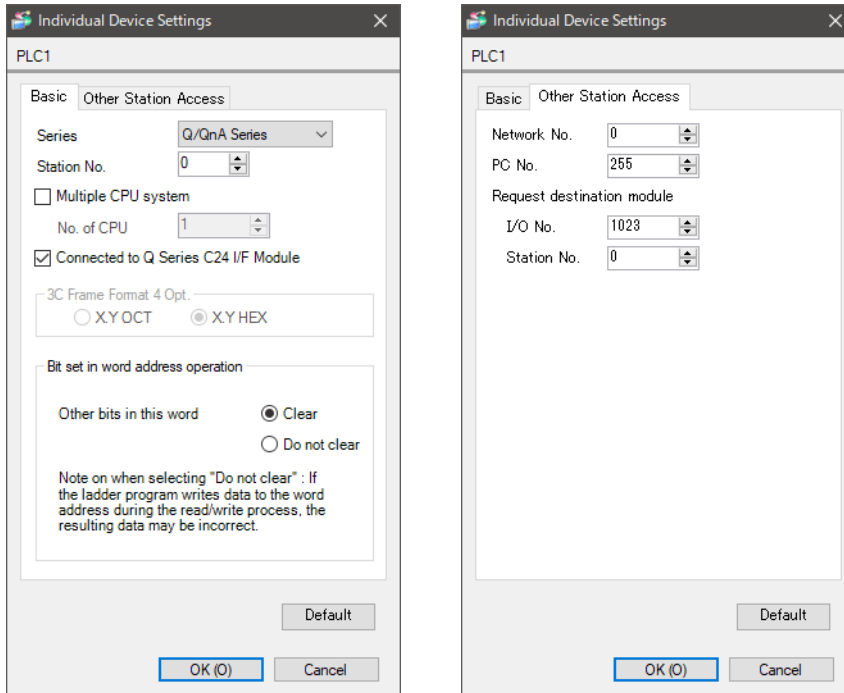 Individual Device Settings
PLC1
Basic
Other Station Access
Series
Q/QnA Series
Station No.
0
Multiple CPU system
No. of CPU
1
Connected to Q Series C24 I/F Module
3C Frame Format 4 Opt.
X.Y OCT
X.Y HEX
Bit set in word address operation
Other bits in this word
Clear
Do not clear
Note on when selecting "Do not clear" : If
the ladder program writes data to the word
address during the read/write process, the
resulting data may be incorrect.
Default
OK (O)
Cancel
Individual Device Settings
PLC1
Basic
Other Station Access
Network No.
0
PC No.
255
Request destination module
I/O No.
1023
Station No.
0
Default
OK (O)
Cancel